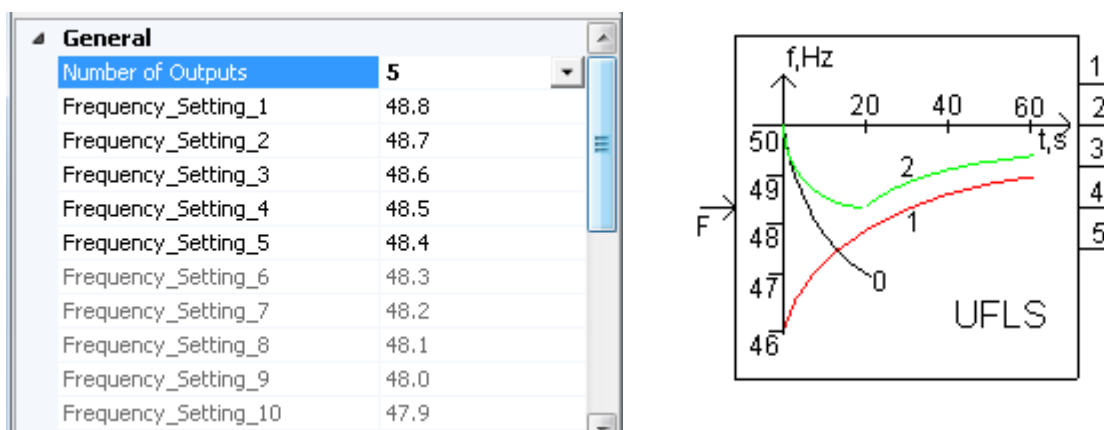 General
Number of Outputs 5
Frequency_Setting_1 48.8
Frequency_Setting_2 48.7
Frequency_Setting_3 48.6
Frequency_Setting_4 48.5
Frequency_Setting_5 48.4
Frequency_Setting_6 48.3
Frequency_Setting_7 48.2
Frequency_Setting_8 48.1
Frequency_Setting_9 48.0
Frequency_Setting_10 47.9
f,Hz
20 40 60
t,s
50
49
48
47
46
F
2
1
0
UFLS
1
2
3
4
5